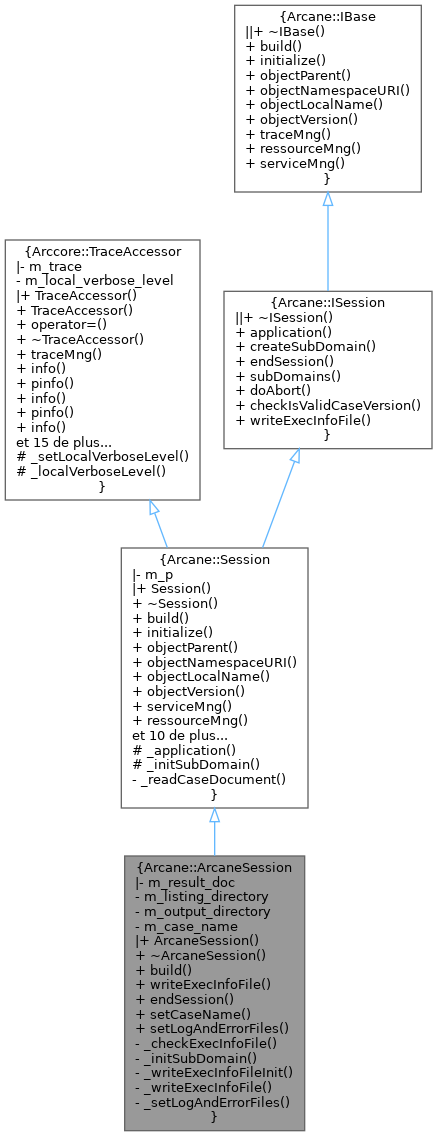 {Arcane::IBase
||+ ~IBase()
+ build()
+ initialize()
+ objectParent()
+ objectNamespaceURI()
+ objectLocalName()
+ objectVersion()
+ traceMng()
+ ressourceMng()
+ serviceMng()
}
{Arccore::TraceAccessor
|- m_trace
- m_local_verbose_level
|+ TraceAccessor()
+ TraceAccessor()
+ operator=()
+ ~TraceAccessor()
+ traceMng()
+ info()
+ pinfo()
+ info()
+ pinfo()
+ info()
et 15 de plus...
# _setLocalVerboseLevel()
# _localVerboseLevel()
}
{Arcane::ISession
||+ ~ISession()
+ application()
+ createSubDomain()
+ endSession()
+ subDomains()
+ doAbort()
+ checkIsValidCaseVersion()
+ writeExecInfoFile()
}
{Arcane::Session
|- m_p
|+ Session()
+ ~Session()
+ build()
+ initialize()
+ objectParent()
+ objectNamespaceURI()
+ objectLocalName()
+ objectVersion()
+ serviceMng()
+ ressourceMng()
et 10 de plus...
# _application()
# _initSubDomain()
- _readCaseDocument()
}
{Arcane::ArcaneSession
|- m_result_doc
- m_listing_directory
- m_output_directory
- m_case_name
|+ ArcaneSession()
+ ~ArcaneSession()
+ build()
+ writeExecInfoFile()
+ endSession()
+ setCaseName()
+ setLogAndErrorFiles()
- _checkExecInfoFile()
- _initSubDomain()
- _writeExecInfoFileInit()
- _writeExecInfoFile()
- _setLogAndErrorFiles()
}